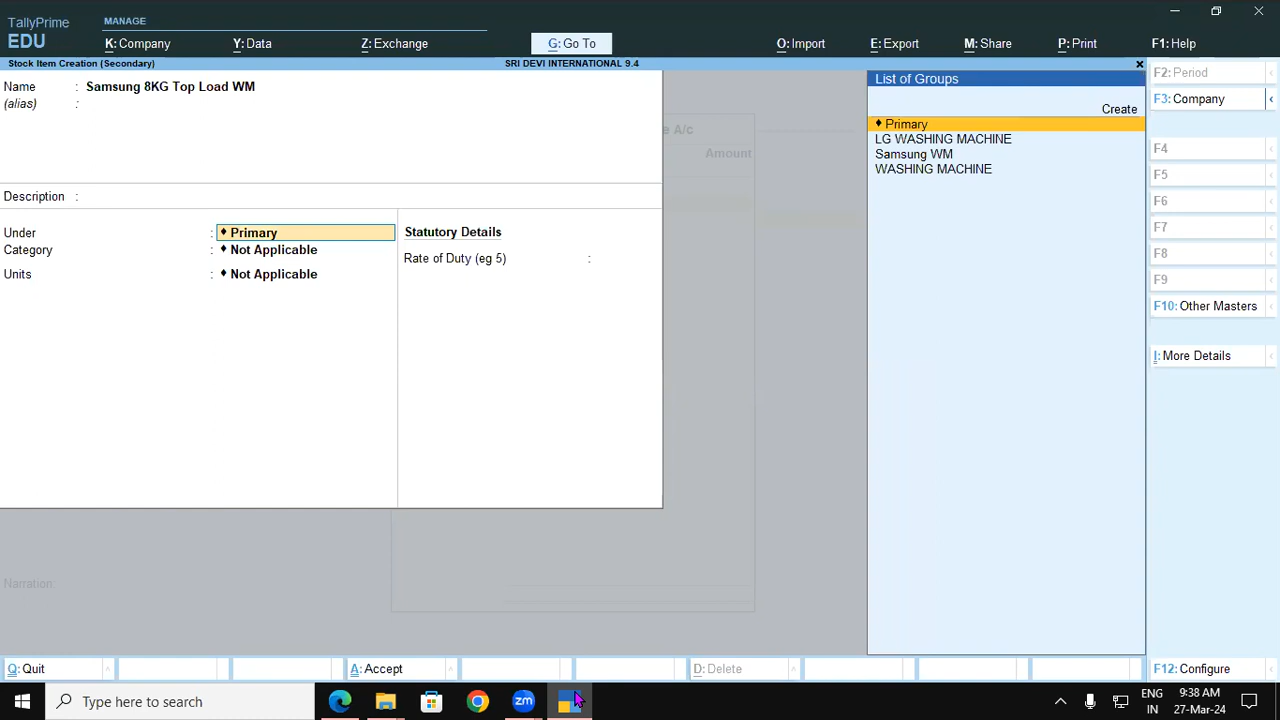 TallyPrime
EDU
MANAGE
K: Company
Y: Data
Z: Exchange
G: Go To
O: Import
E: Export
M: Share
P: Print
F1: Help
Stock Item Creation (Secondary)
SRI DEVI INTERNATIONAL 9.4
Name : Samsung 8KG Top Load WM
(alias) :
Description :
Under : ♦ Primary
Category : ♦ Not Applicable
Units : ♦ Not Applicable
Statutory Details
Rate of Duty (eg 5) :
e A/c
Amount
Narration:
List of Groups
Create
♦ Primary
LG WASHING MACHINE
Samsung WM
WASHING MACHINE
F2: Period
F3: Company
F4
F5
F6
F7
F8
F9
F10: Other Masters
I: More Details
F12: Configure
Q: Quit
A: Accept
D: Delete
Type here to search
zm
ENG
IN
9:38 AM
27-Mar-24